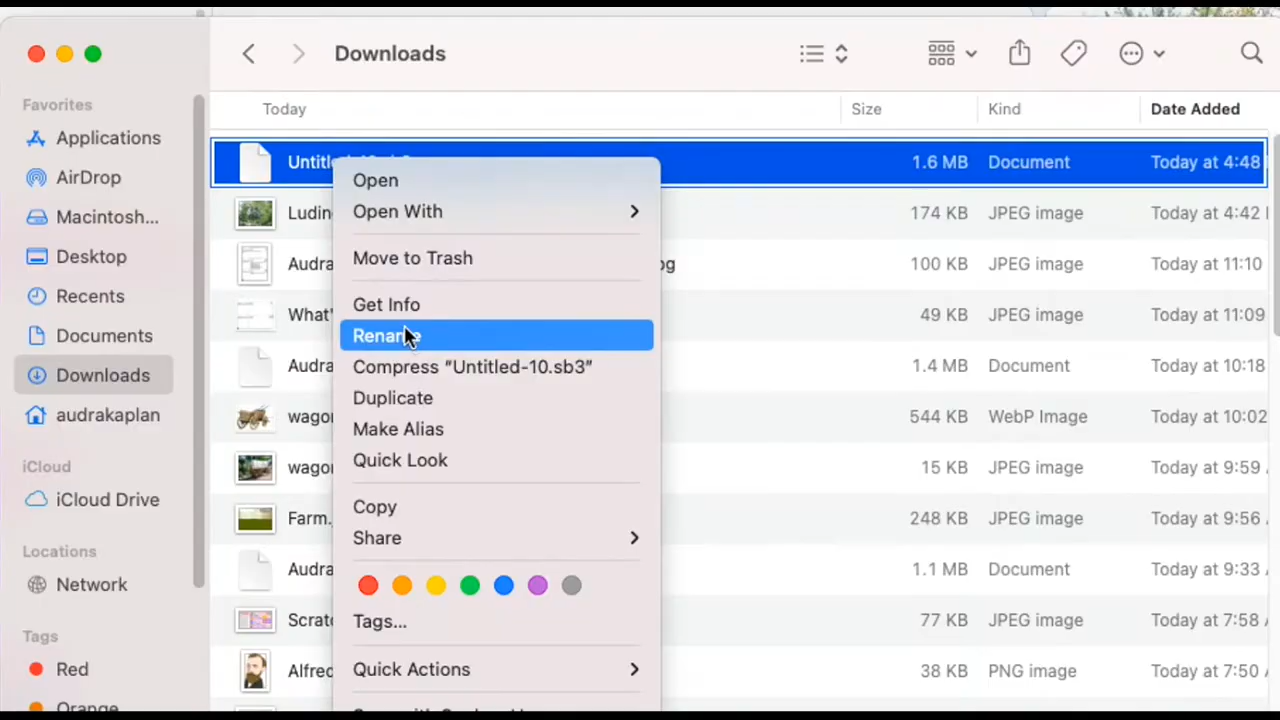 Downloads
Favorites
Applications
AirDrop
Macintosh...
Desktop
Recents
Documents
Downloads
audrakaplan
iCloud
iCloud Drive
Locations
Network
Tags
Red
Orange
Today Size Kind Date Added
1.6 MB Document Today at 4:48
174 KB JPEG image Today at 4:42
100 KB JPEG image Today at 11:10
What' 49 KB JPEG image Today at 11:09
1.4 MB Document Today at 10:18
544 KB WebP Image Today at 10:02
15 KB JPEG image Today at 9:59
Farm. 248 KB JPEG image Today at 9:56
1.1 MB Document Today at 9:33
77 KB JPEG image Today at 7:58
38 KB PNG image Today at 7:50
Open
Open With
Move to Trash
Get Info
Rename
Compress “Untitled-10.sb3”
Duplicate
Make Alias
Quick Look
Copy
Share
Tags...
Quick Actions